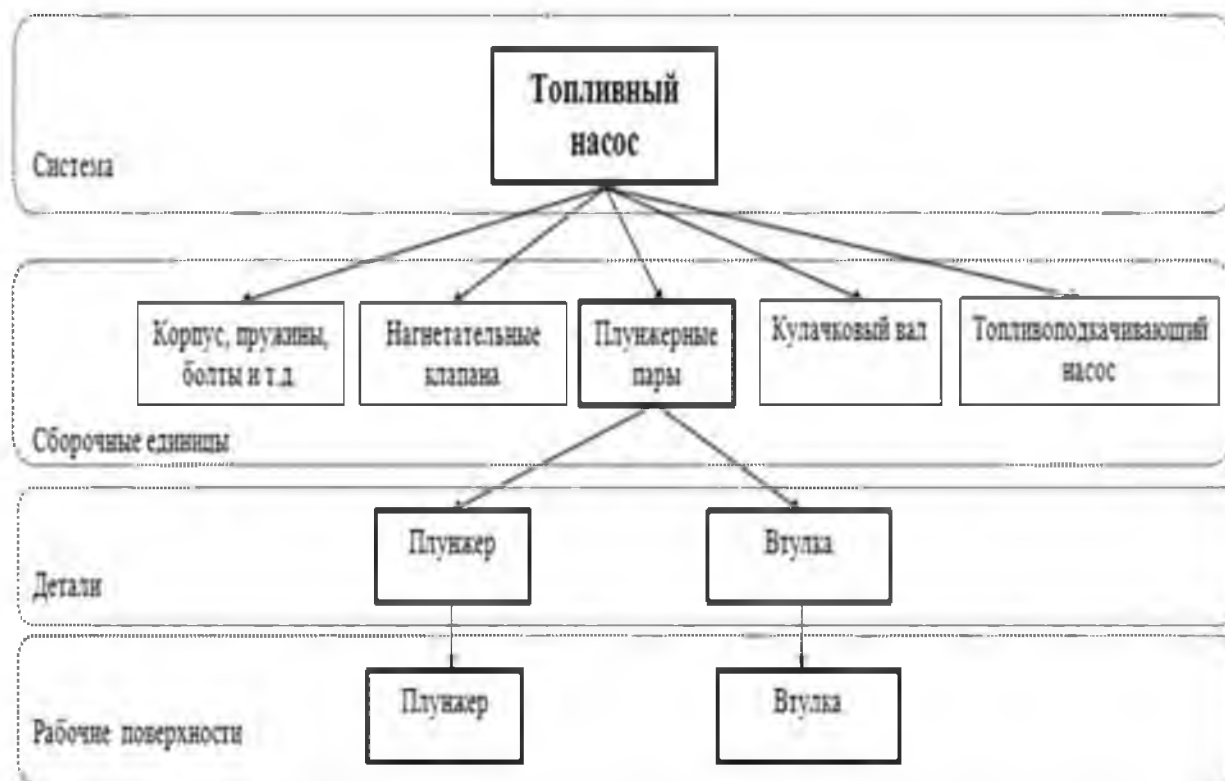 Топливный
насос
Система
Корпус, пружины,
болты и т.д.
Нагнетательные
клапана
Плунжерные
пары
Кулачковый вал
Топливоподкачивающий
насос
Сборочные единицы
Плунжер
Втулка
Детали
Плунжер
Втулка
Рабочие поверхности